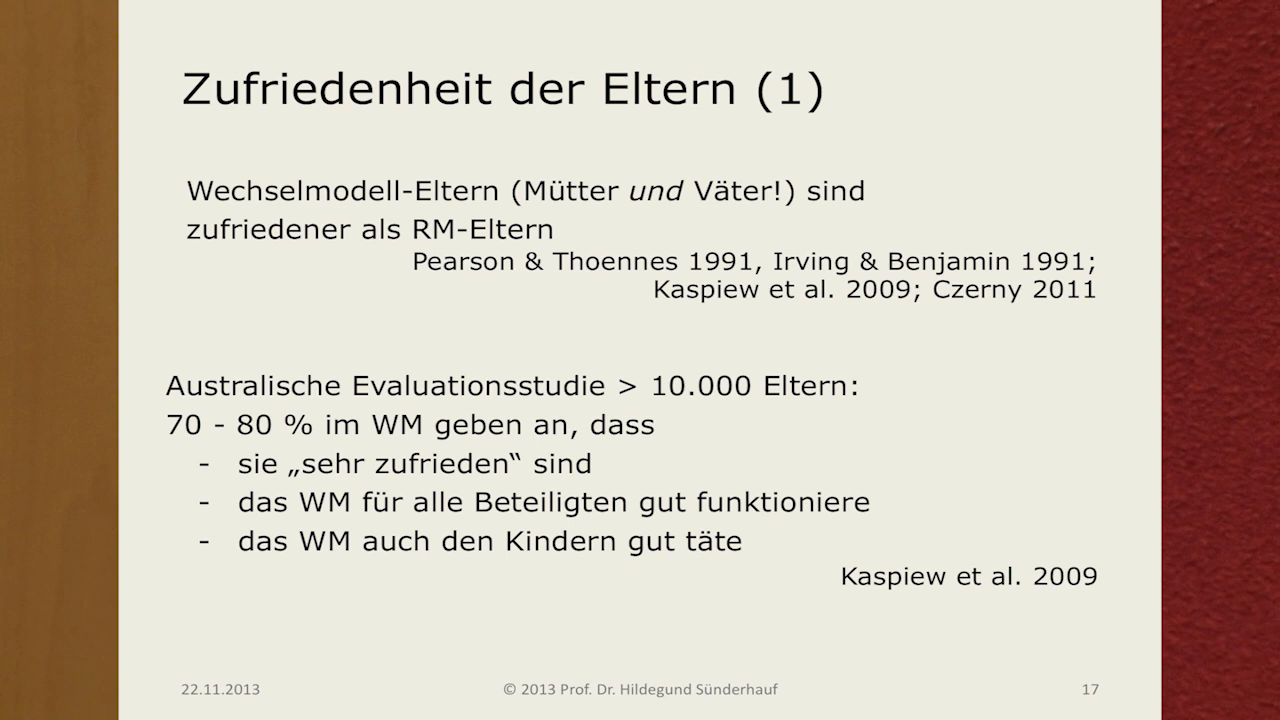 Zufriedenheit der Eltern (1)
Wechselmodell-Eltern (Mütter und Väter!) sind
zufriedener als RM-Eltern
Pearson & Thoennes 1991, Irving & Benjamin 1991;
Kaspiew et al. 2009; Czerny 2011
Australische Evaluationsstudie > 10.000 Eltern:
70 - 80 % im WM geben an, dass
- sie „sehr zufrieden“ sind
- das WM für alle Beteiligten gut funktioniere
- das WM auch den Kindern gut täte
Kaspiew et al. 2009
22.11.2013
© 2013 Prof. Dr. Hildegund Sünderhauf
17